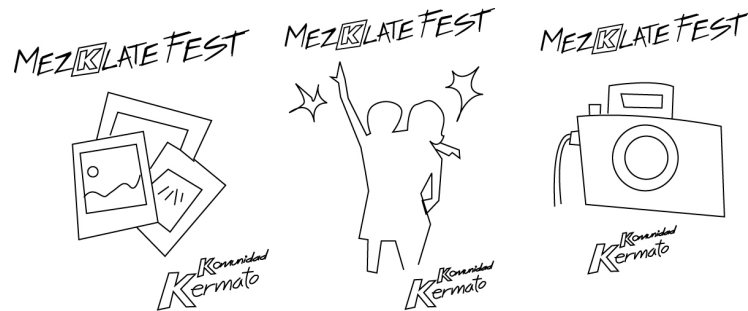 MEZKLATE FEST
Komunidad
Kermato
MEZKLATE FEST
Komunidad
Kermato
MEZKLATE FEST
Komunidad
Kermato